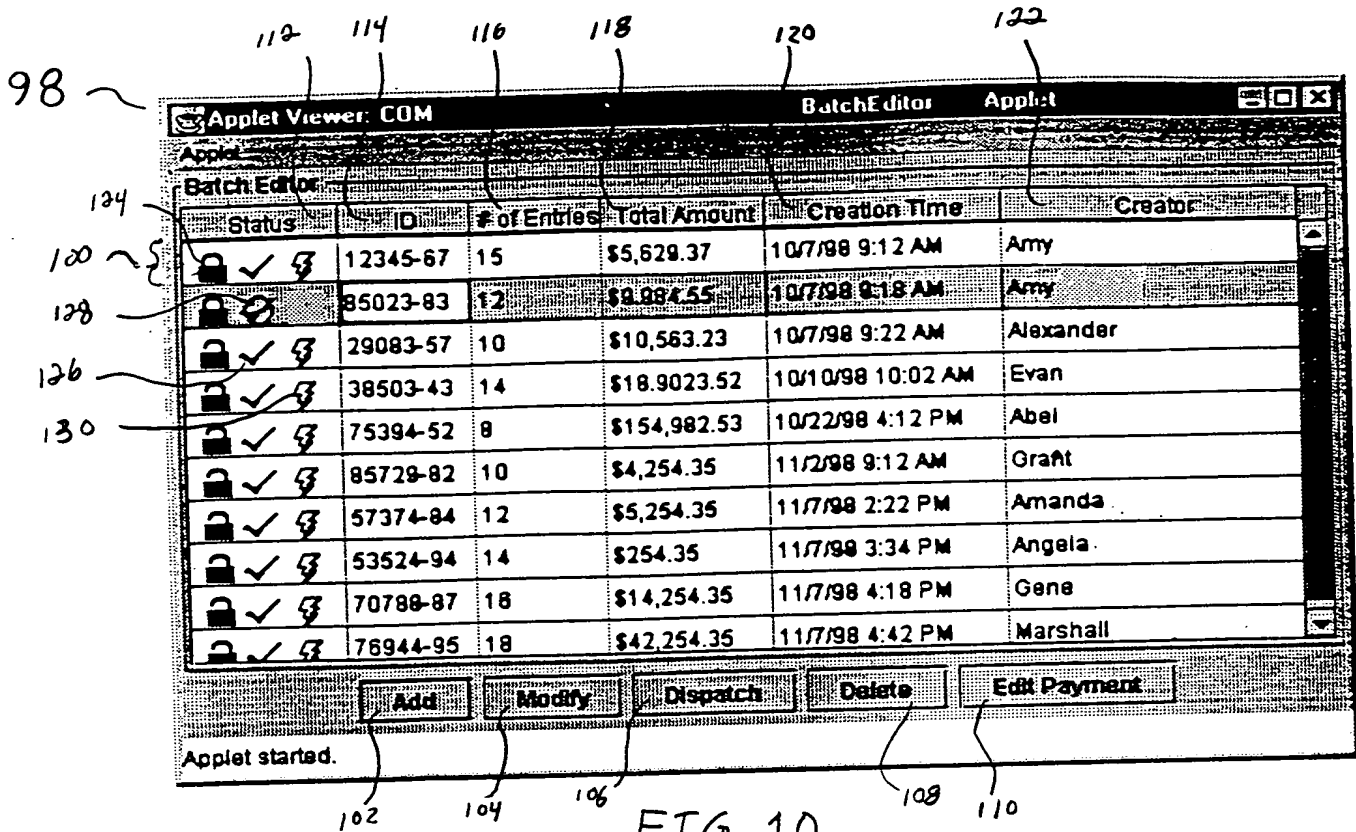 112 114 116 118 120 122
98
Applet Viewer: COM BatchEditor Applet
Applet
Batch Editor
124
Status ID # of Entries Total Amount Creation Time Creator
100
12345-67 15 $5,629.37 10/7/98 9:12 AM Amy
128
85023-83 12 $9.984.55 10/7/98 9:18 AM Amy
29083-57 10 $10,563.23 10/7/98 9:22 AM Alexander
126
38503-43 14 $18.9023.52 10/10/98 10:02 AM Evan
130
75394-52 8 $154,982.53 10/22/98 4:12 PM Abel
85729-82 10 $4,254.35 11/2/98 9:12 AM Grant
57374-84 12 $5,254.35 11/7/98 2:22 PM Amanda
53524-94 14 $254.35 11/7/98 3:34 PM Angela
70788-87 16 $14,254.35 11/7/98 4:18 PM Gene
76944-95 18 $42,254.35 11/7/98 4:42 PM Marshall
Add Modify Dispatch Delete Edit Payment
Applet started.
102 104 106 108 110
FIG. 10